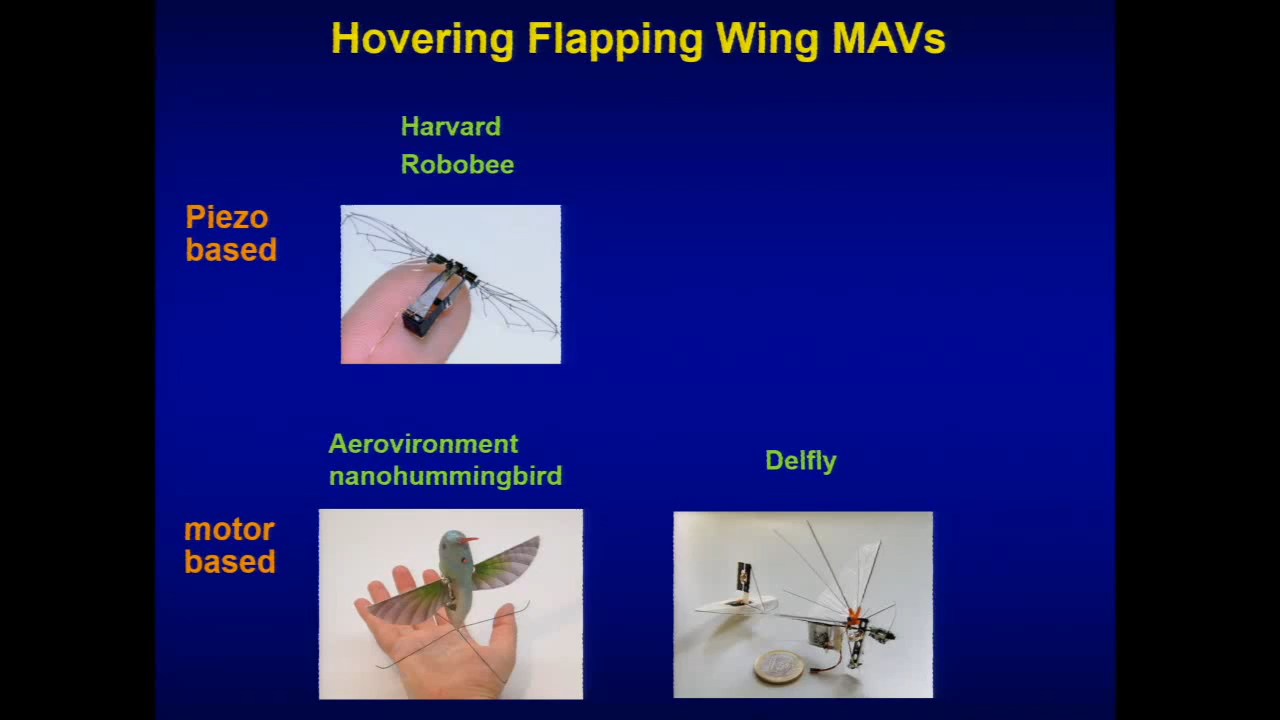 Hovering Flapping Wing MAVs
Harvard
Robobee
Piezo
based
Aerovironment
nanohummingbird
Delfly
motor
based